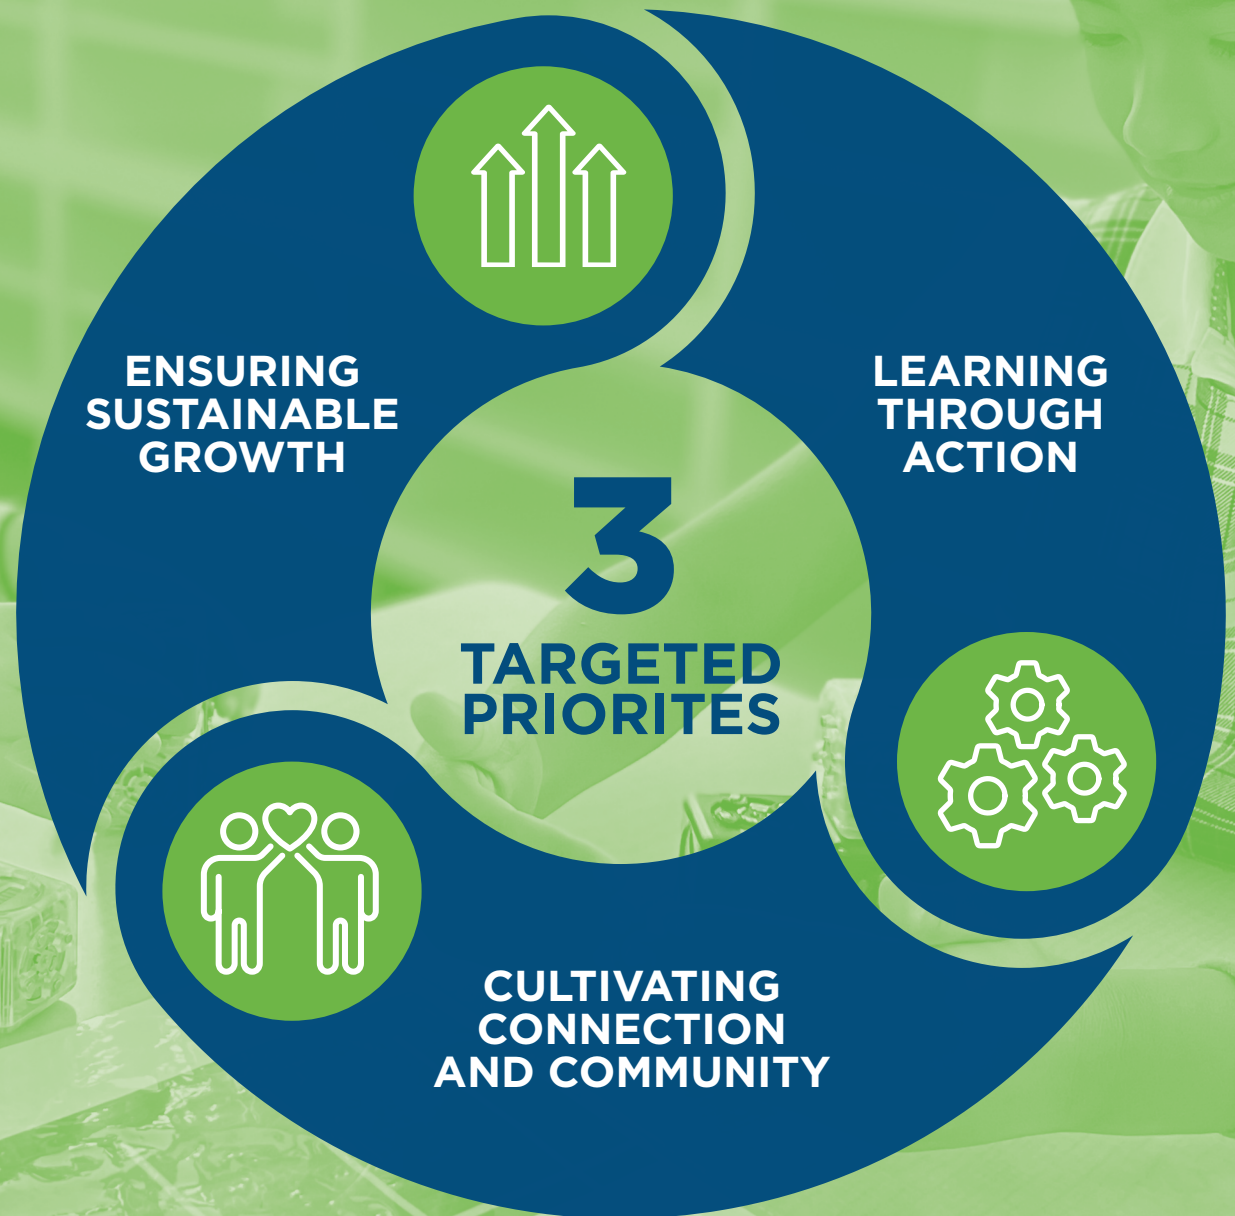 ENSURING
SUSTAINABLE
GROWTH
LEARNING
THROUGH
ACTION
3
TARGETED
PRIORITES
CULTIVATING
CONNECTION
AND COMMUNITY